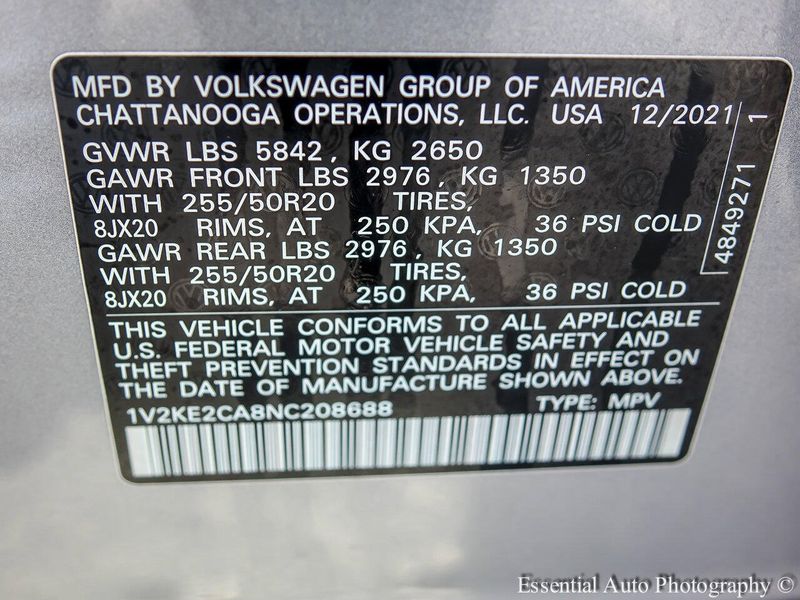 MFD BY VOLKSWAGEN GROUP OF AMERICA
CHATTANOOGA OPERATIONS, LLC. USA 12/2021
GVWR LBS 5842, KG 2650
GAWR FRONT LBS 2976, KG 1350
WITH 255/50R20 TIRES,
8JX20 RIMS, AT 250 KPA, 36 PSI COLD
GAWR REAR LBS 2976, KG 1350
WITH 255/50R20 TIRES,
8JX20 RIMS, AT 250 KPA, 36 PSI COLD
4849271 1
THIS VEHICLE CONFORMS TO ALL APPLICABLE
U.S. FEDERAL MOTOR VEHICLE SAFETY AND
THEFT PREVENTION STANDARDS IN EFFECT ON
THE DATE OF MANUFACTURE SHOWN ABOVE.
1V2KE2CA8NC208688 TYPE: MPV
Essential Auto Photography ©